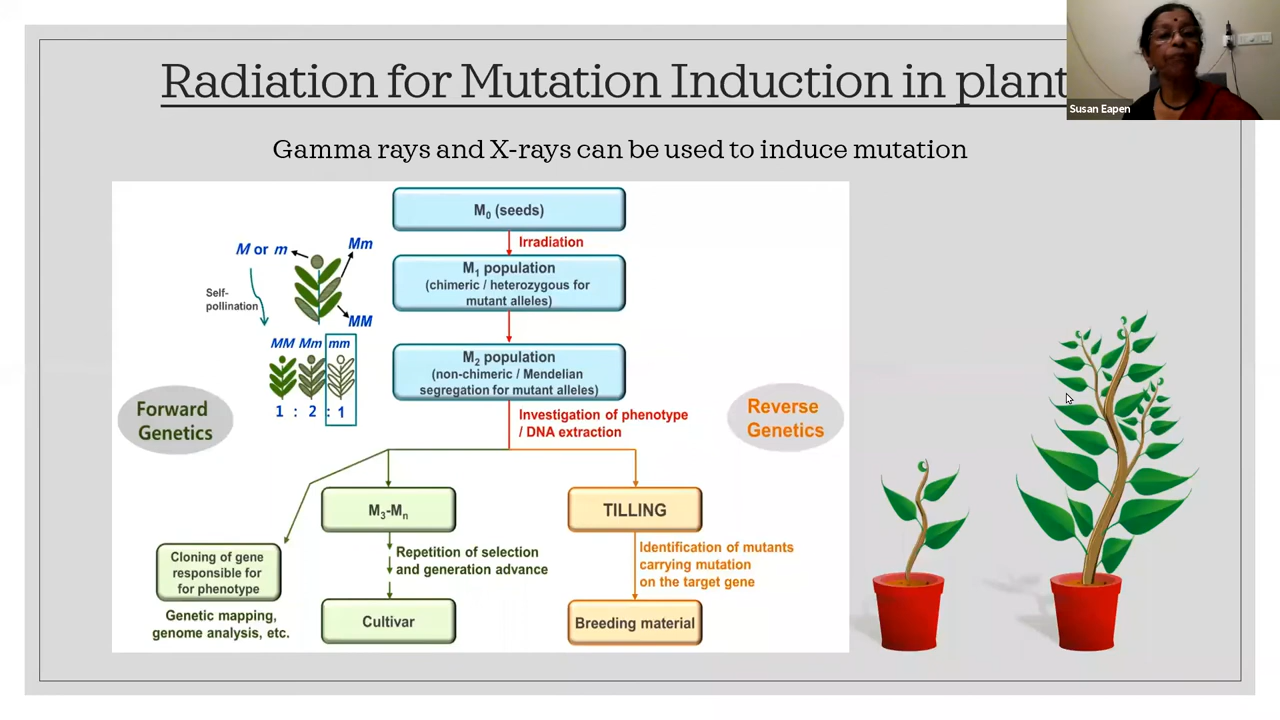 Radiation for Mutation Induction in plant
Susan Eapen
Gamma rays and X-rays can be used to induce mutation
M₀ (seeds)
Irradiation
M₁ population
(chimeric / heterozygous for
mutant alleles)
M or m
Mm
Self-
pollination
MM
MM Mm mm
1 : 2 : 1
M₂ population
(non-chimeric / Mendelian
segregation for mutant alleles)
Forward
Genetics
Investigation of phenotype
/ DNA extraction
Reverse
Genetics
M₃-Mₙ
TILLING
Cloning of gene
responsible for
for phenotype
Genetic mapping,
genome analysis, etc.
Repetition of selection
and generation advance
Cultivar
Identification of mutants
carrying mutation
on the target gene
Breeding material